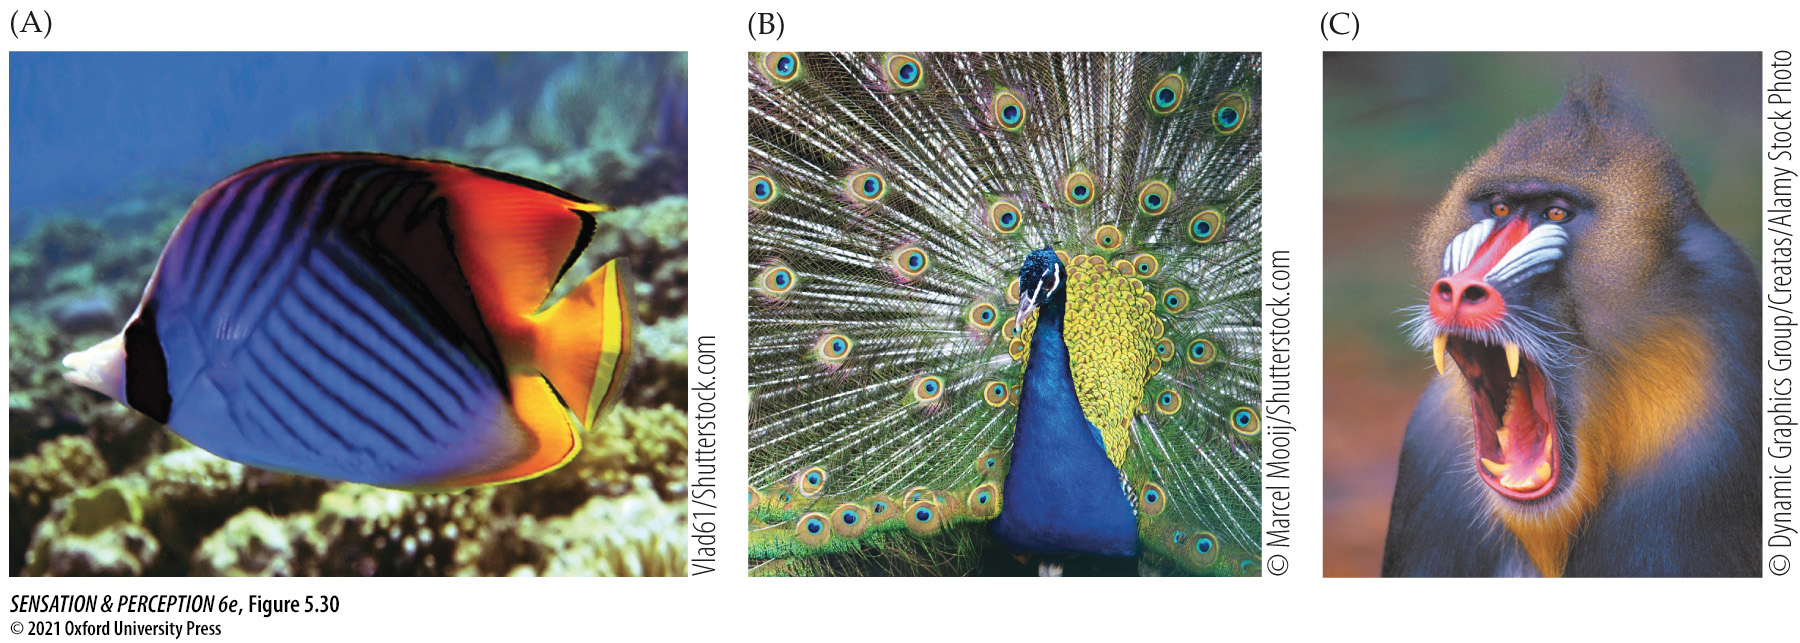 (A)
(B)
(C)
Vlad61/Shutterstock.com
© Marcel Mooij/Shutterstock.com
© Dynamic Graphics Group/Creatas/Alamy Stock Photo
SENSATION & PERCEPTION 6e, Figure 5.30
© 2021 Oxford University Press